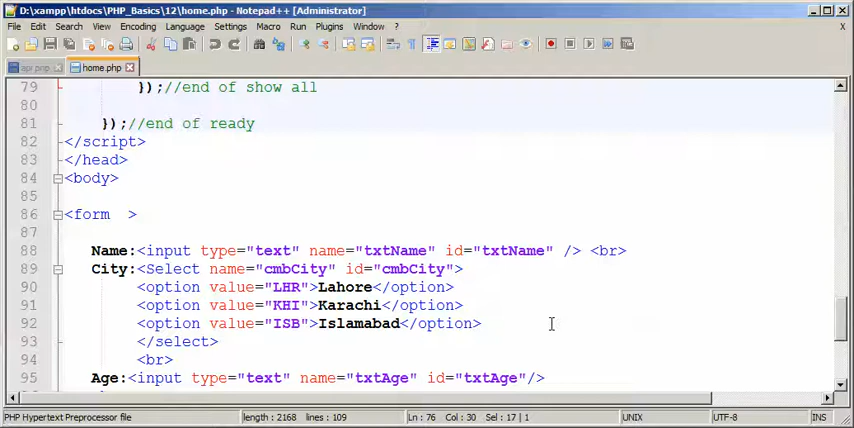 D:\xampp\htdocs\PHP_Basics\12\home.php - Notepad++ [Administrator]
File Edit Search View Encoding Language Settings Macro Run Plugins Window ? X
api.php home.php
79 });//end of show all
80
81 });//end of ready
82 </script>
83 </head>
84 <body>
85
86 <form >
87
88 Name:<input type="text" name="txtName" id="txtName" /> <br>
89 City:<Select name="cmbCity" id="cmbCity">
90 <option value="LHR">Lahore</option>
91 <option value="KHI">Karachi</option>
92 <option value="ISB">Islamabad</option>
93 </select>
94 <br>
95 Age:<input type="text" name="txtAge" id="txtAge"/>
PHP Hypertext Preprocessor file length : 2168 lines : 109 Ln : 76 Col : 30 Sel : 17 | 1 UNIX UTF-8 INS